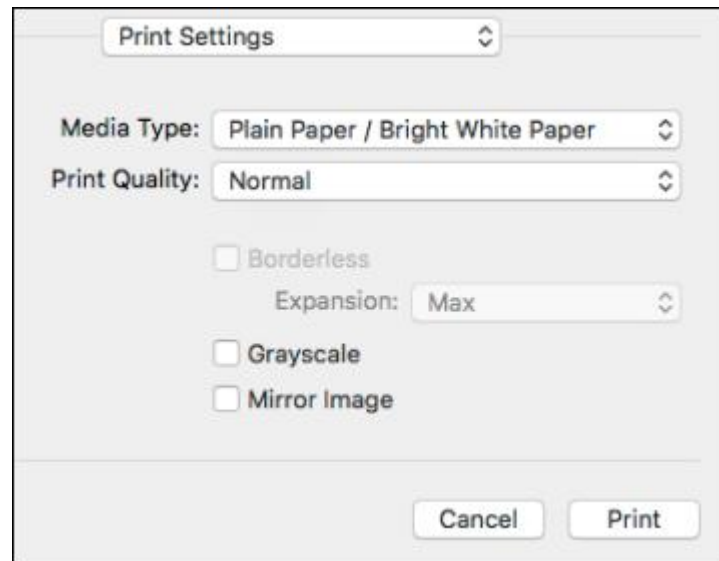 Print Settings
Media Type: Plain Paper / Bright White Paper
Print Quality: Normal
Borderless
Expansion: Max
Grayscale
Mirror Image
Cancel Print